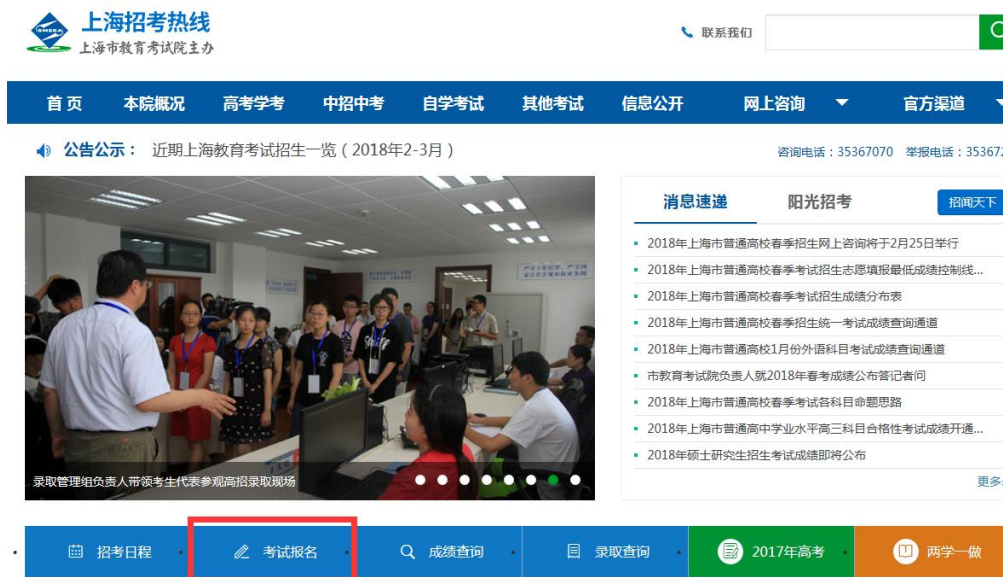 上海招考热线
上海市教育考试院主办
联系我们
首页 本院概况 高考学考 中招中考 自学考试 其他考试 信息公开 网上咨询 官方渠道
公告公示： 近期上海教育考试招生一览（2018年2-3月）
咨询电话：35367070 举报电话：353672
消息速递 阳光招考 招闻天下
2018年上海市普通高校春季招生网上咨询将于2月25日举行
2018年上海市普通高校春季考试招生志愿填报最低成绩控制线...
2018年上海市普通高校春季考试招生成绩分布表
2018年上海市普通高校春季招生统一考试成绩查询通道
2018年上海市普通高校1月份外语科目考试成绩查询通道
市教育考试院负责人就2018年春考成绩公布答记者问
2018年上海市普通高校春季考试各科目命题思路
2018年上海市普通高中学业水平高三科目合格性考试成绩开通...
2018年硕士研究生招生考试成绩即将公布
更多
录取管理组负责人带领考生代表参观高招录取现场
招考日程 考试报名 成绩查询 录取查询 2017年高考 两学一做